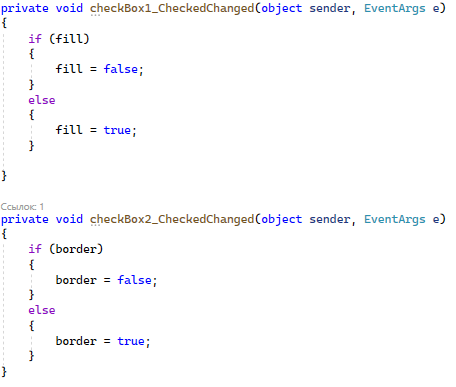 private void checkBox1_CheckedChanged(object sender, EventArgs e)
{
    if (fill)
    {
        fill = false;
    }
    else
    {
        fill = true;
    }

}

Ссылок: 1
private void checkBox2_CheckedChanged(object sender, EventArgs e)
{
    if (border)
    {
        border = false;
    }
    else
    {
        border = true;
    }
}